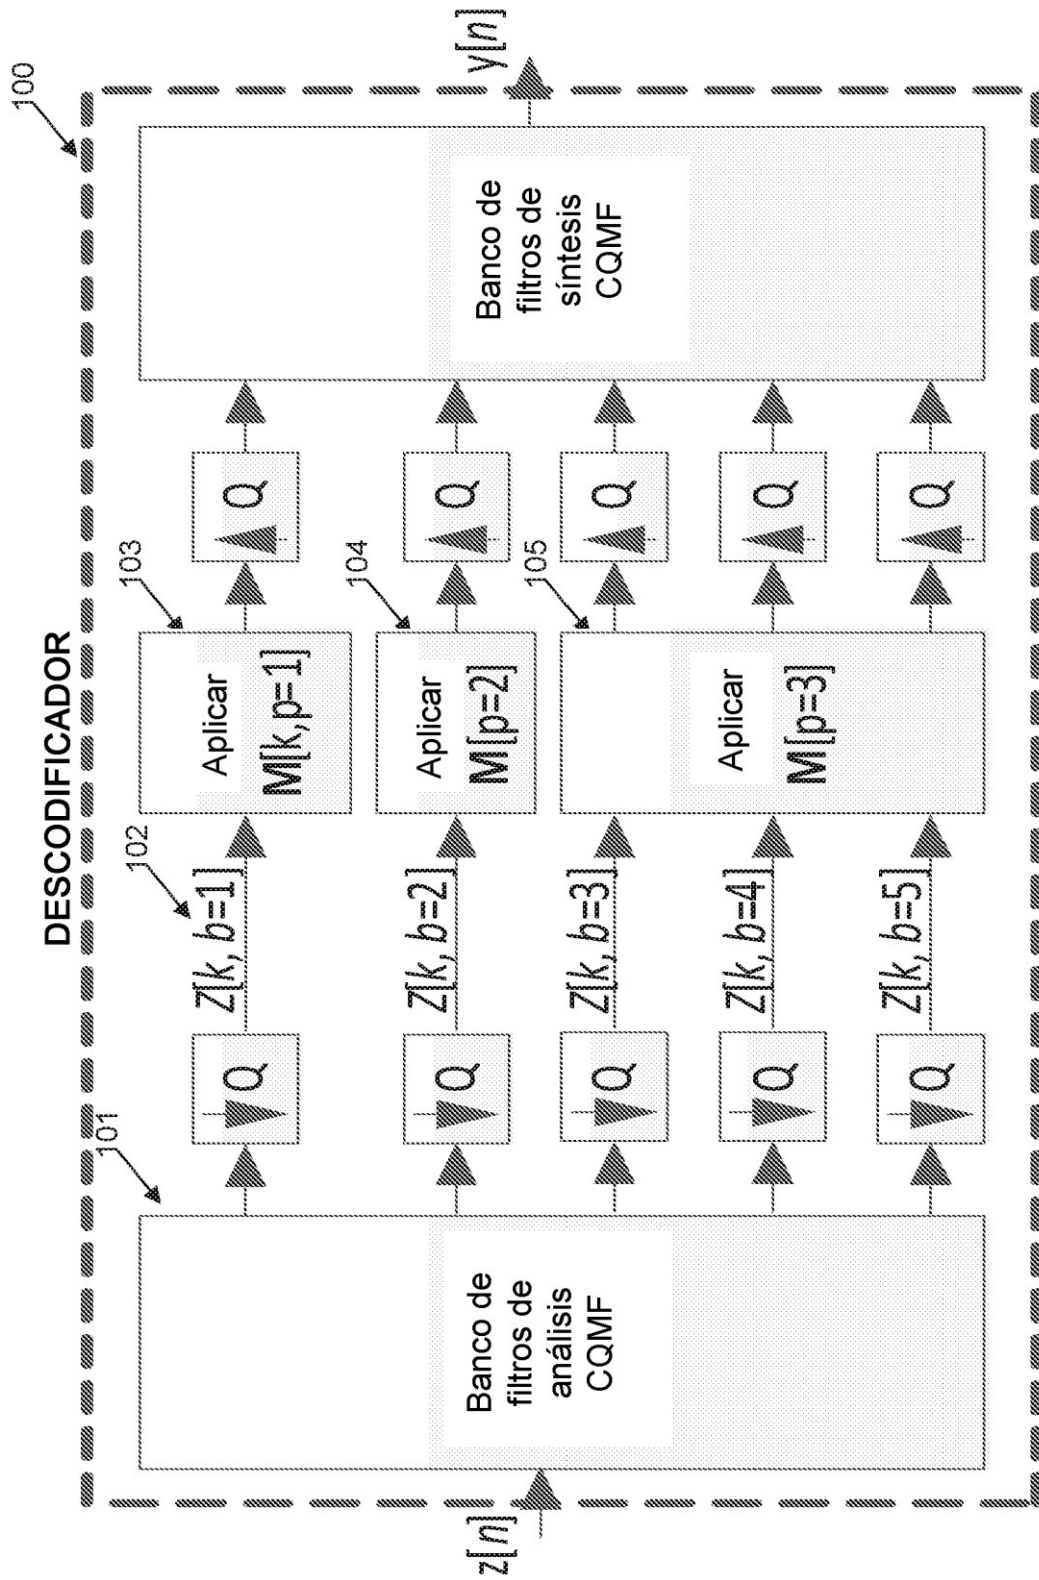 DESCODIFICADOR
100
z[n]
Banco de
filtros de
análisis
CQMF
101
Q
Q
Q
Q
Q
102
Z[k, b=1]
Z[k, b=2]
Z[k, b=3]
Z[k, b=4]
Z[k, b=5]
103
Aplicar
M[k,p=1]
104
Aplicar
M[p=2]
105
Aplicar
M[p=3]
Q
Q
Q
Q
Q
Banco de
filtros de
síntesis
CQMF
y[n]